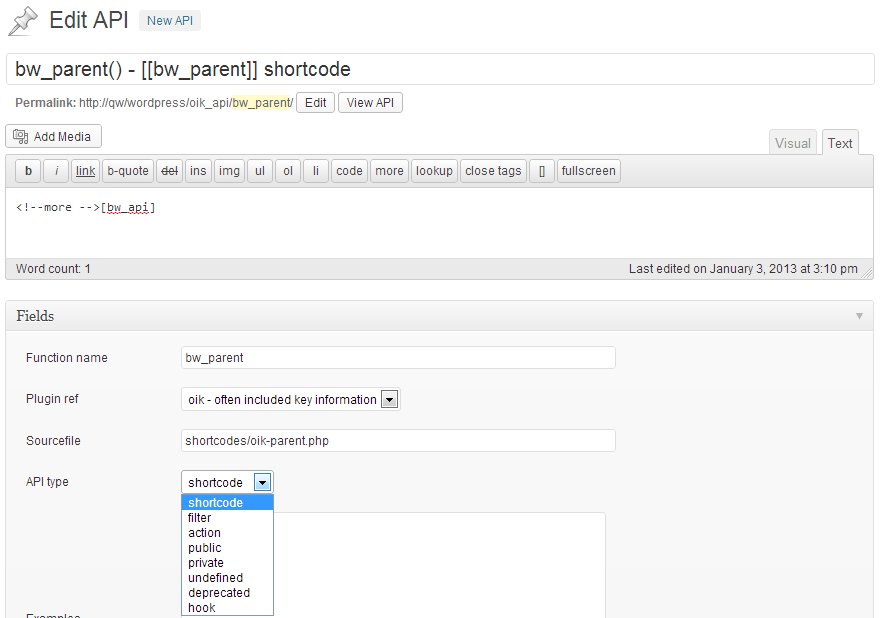 Edit API New API
bw_parent() - [[bw_parent]] shortcode
Permalink: http://qw/wordpress/oik_api/bw_parent/ Edit View API
Add Media
Visual Text
b i link b-quote del ins img ul ol li code more lookup close tags [] fullscreen
<!--more -->[bw_api]
Word count: 1 Last edited on January 3, 2013 at 3:10 pm
Fields
Function name bw_parent
Plugin ref oik - often included key information
Sourcefile shortcodes/oik-parent.php
API type shortcode
shortcode
filter
action
public
private
undefined
deprecated
hook
Examples